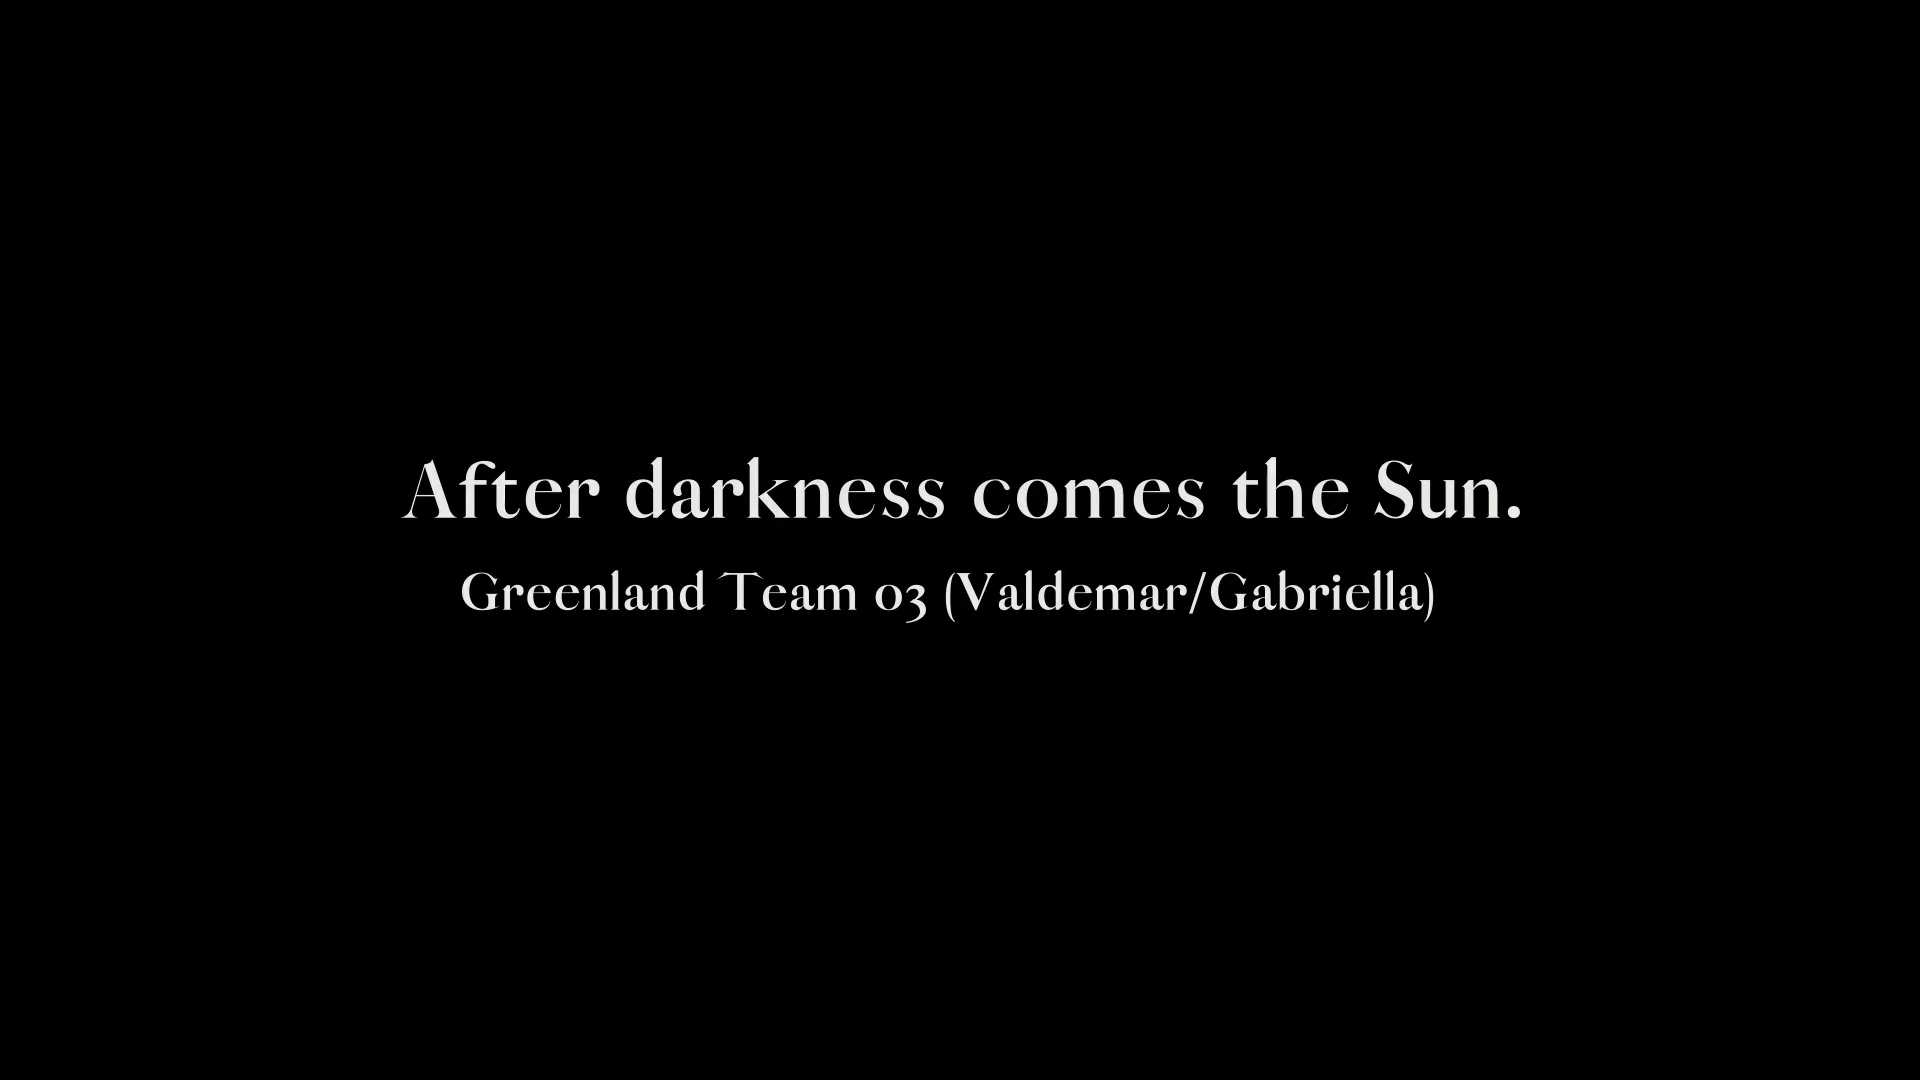 After darkness comes the Sun.
Greenland Team 03 (Valdemar/Gabriella)